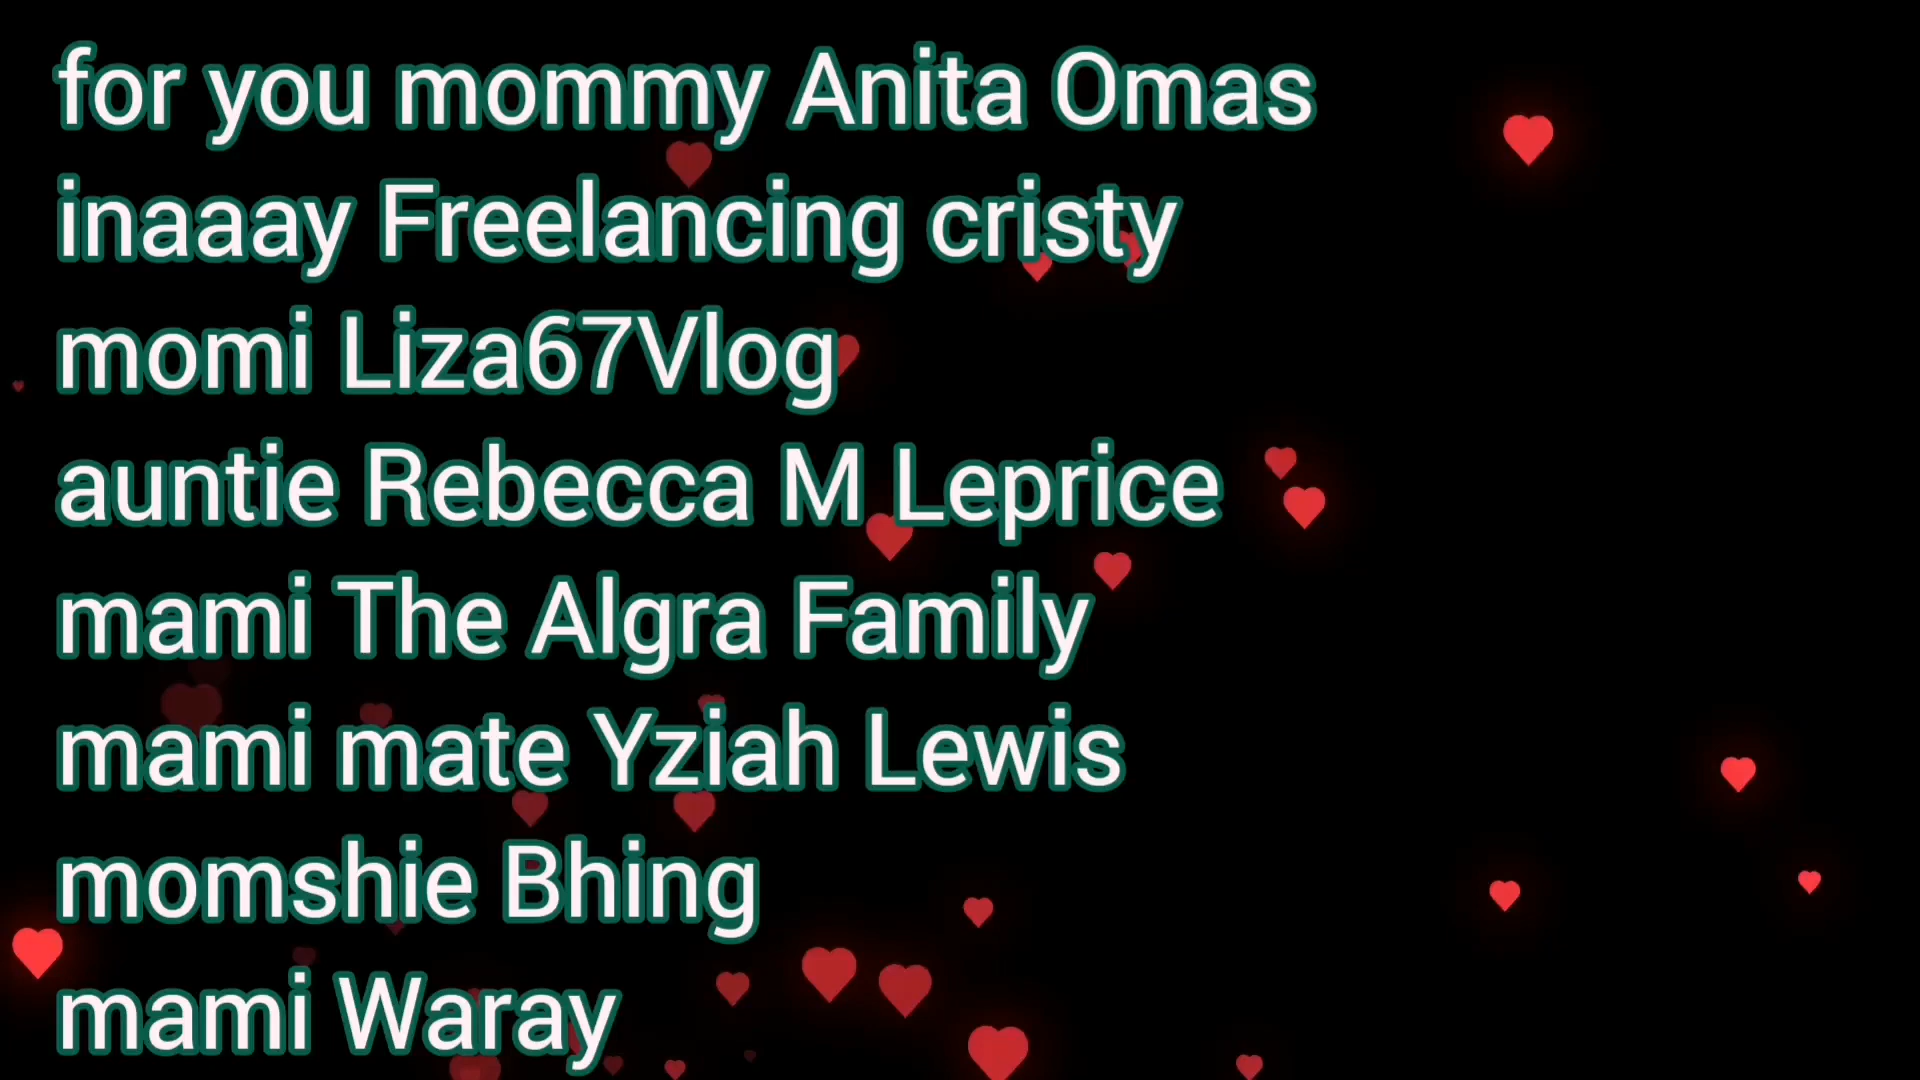 for you mommy Anita Omas
inaaay Freelancing cristy
momi Liza67Vlog
auntie Rebecca M Leprice
mami The Algra Family
mami mate Yziah Lewis
momshie Bhing
mami Waray